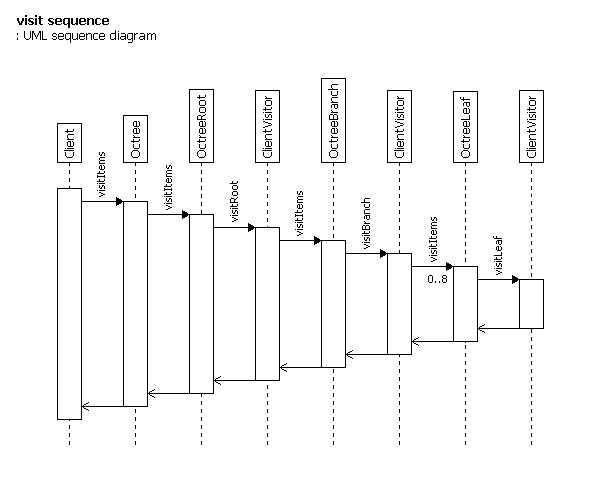 visit sequence
: UML sequence diagram
Client
Octree
OctreeRoot
ClientVisitor
OctreeBranch
ClientVisitor
OctreeLeaf
ClientVisitor
visitItems
visitItems
visitRoot
visitItems
visitBranch
visitItems
0..8
visitLeaf